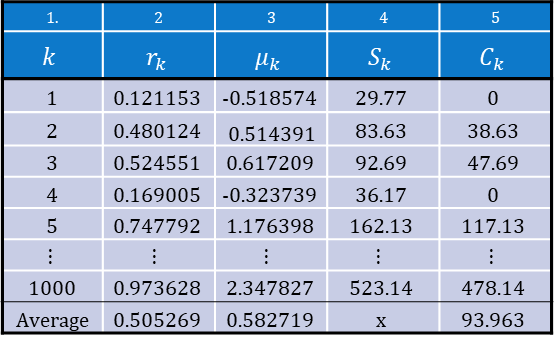 1. 2 3 4 5
k r_k μ_k S_k C_k
1 0.121153 -0.518574 29.77 0
2 0.480124 0.514391 83.63 38.63
3 0.524551 0.617209 92.69 47.69
4 0.169005 -0.323739 36.17 0
5 0.747792 1.176398 162.13 117.13
⋮ ⋮ ⋮ ⋮ ⋮
1000 0.973628 2.347827 523.14 478.14
Average 0.505269 0.582719 x 93.963